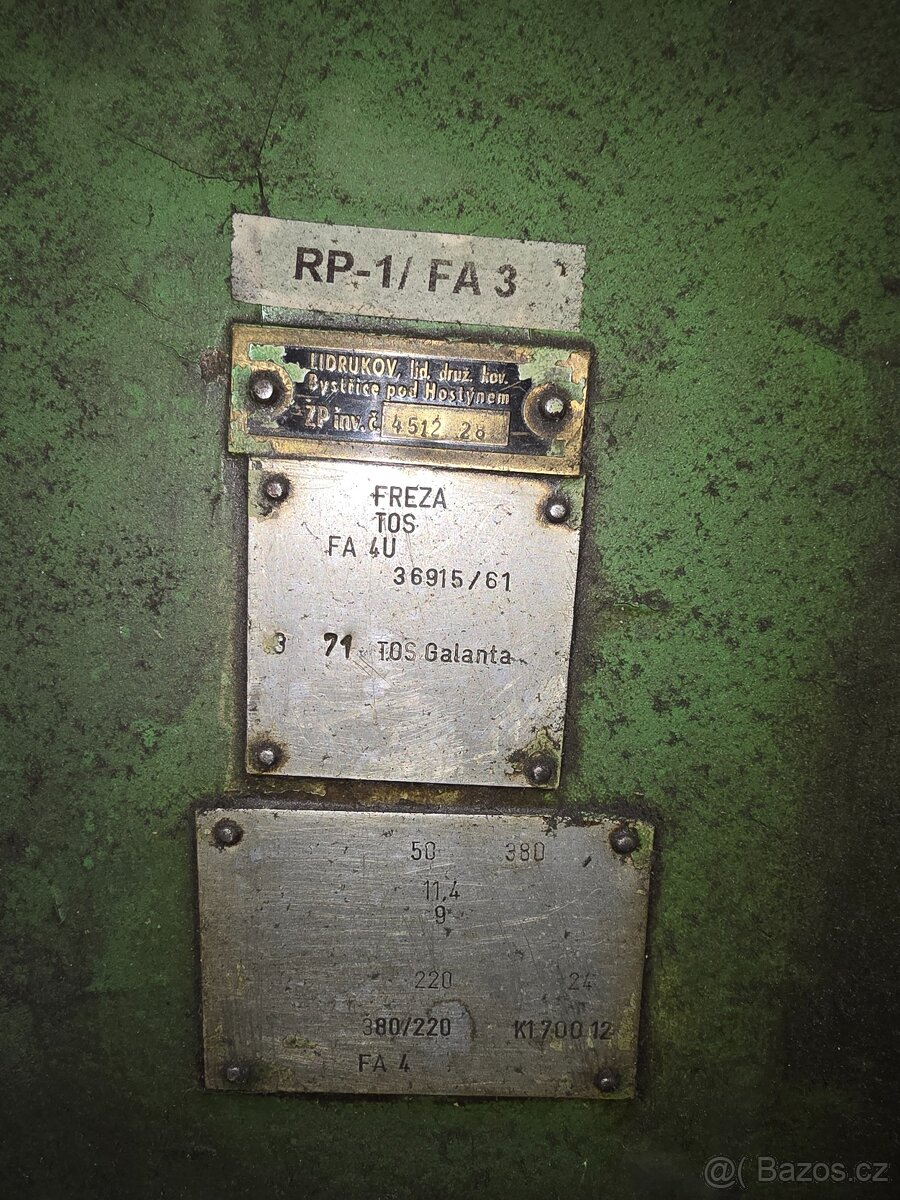 RP-1/ FA 3
LIDRUKOV, lid. druž. kov.
Bystřice pod Hostýnem
ŽP inv. č. 4512 28
FREZA
TOS
FA 4U
36915/61
3 71 TOS Galanta
50 380
11,4
9
220 24
380/220 K1 700 12
FA 4
@( Bazos.cz